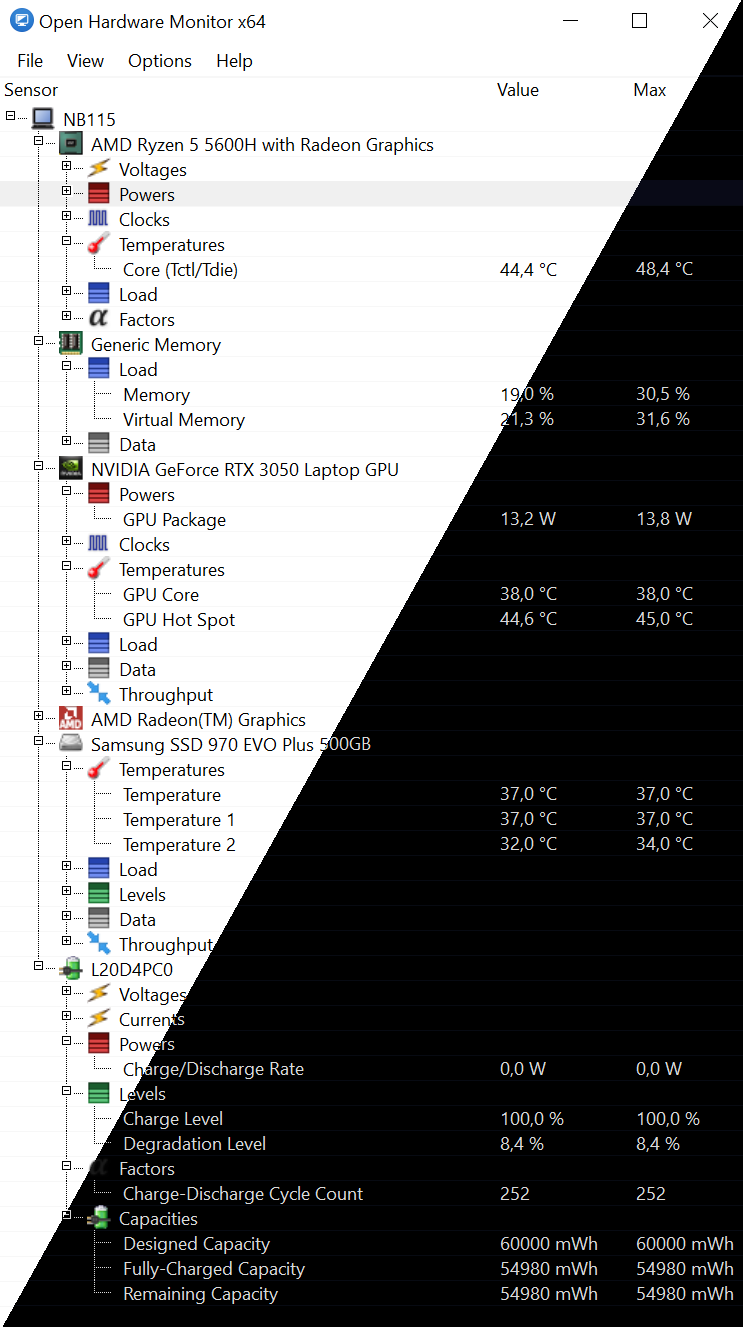 Open Hardware Monitor x64
File View Options Help
Sensor Value Max
NB115
AMD Ryzen 5 5600H with Radeon Graphics
Voltages
Powers
Clocks
Temperatures
Core (Tctl/Tdie) 44,4 °C 48,4 °C
Load
α Factors
Generic Memory
Load
Memory 19,0 % 30,5 %
Virtual Memory 21,3 % 31,6 %
Data
NVIDIA GeForce RTX 3050 Laptop GPU
Powers
GPU Package 13,2 W 13,8 W
Clocks
Temperatures
GPU Core 38,0 °C 38,0 °C
GPU Hot Spot 44,6 °C 45,0 °C
Load
Data
Throughput
AMD AMD Radeon(TM) Graphics
Samsung SSD 970 EVO Plus 500GB
Temperatures
Temperature 37,0 °C 37,0 °C
Temperature 1 37,0 °C 37,0 °C
Temperature 2 32,0 °C 34,0 °C
Load
Levels
Data
Throughput
L20D4PC0
Voltages
Currents
Powers
Charge/Discharge Rate 0,0 W 0,0 W
Levels
Charge Level 100,0 % 100,0 %
Degradation Level 8,4 % 8,4 %
α Factors
Charge-Discharge Cycle Count 252 252
Capacities
Designed Capacity 60000 mWh 60000 mWh
Fully-Charged Capacity 54980 mWh 54980 mWh
Remaining Capacity 54980 mWh 54980 mWh